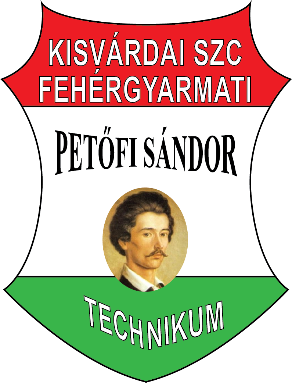 KISVÁRDAI SZC
FEHÉRGYARMATI
PETŐFI SÁNDOR
TECHNIKUM